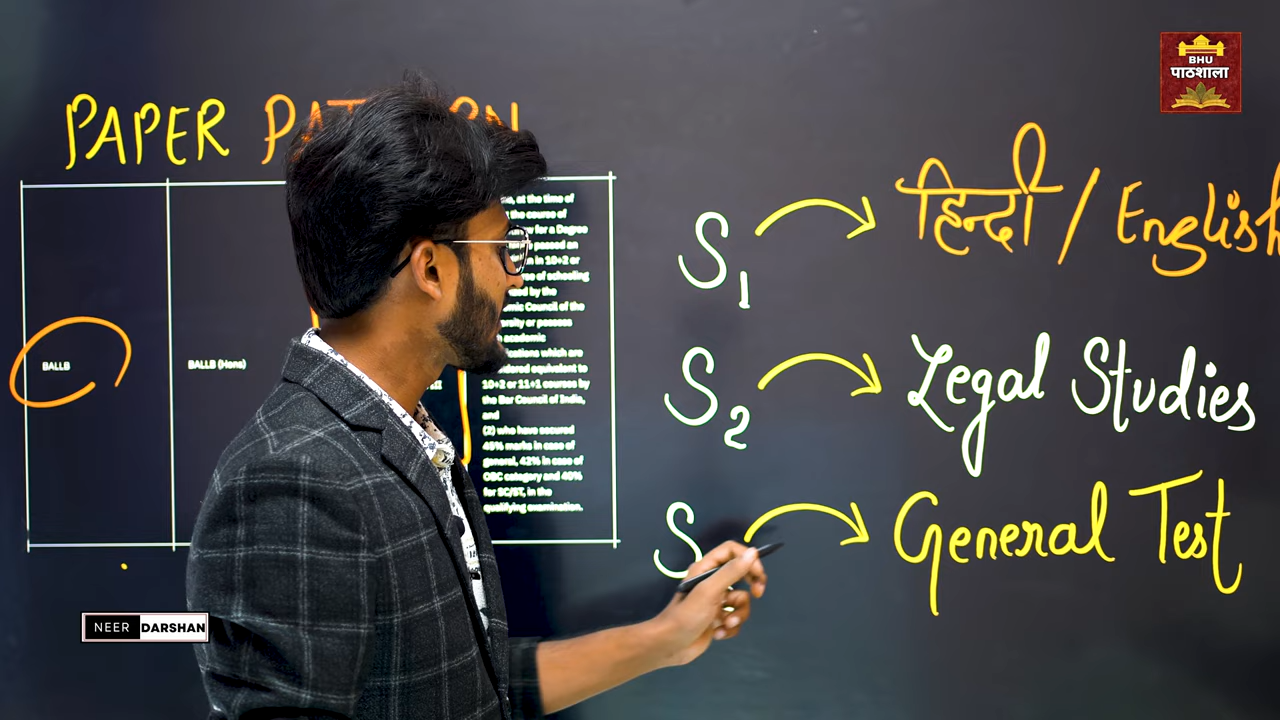 BHU
पाठशाला
PAPER
हिन्दी / English
S1
Legal Studies
S2
General Test
S
BALLB
BALLB (Hons)
at the time of
the course of
for a Degree
passed an
in 10+2 or
of schooling
by the
Council of the
or possess
academic
which are
equivalent to
10+2 or 11+1 courses by
the Bar Council of India,
and
(2) who have secured
45% marks in case of
general, 42% in case of
OBC category and 40%
for SC/ST, in the
qualifying examination.
NEER DARSHAN